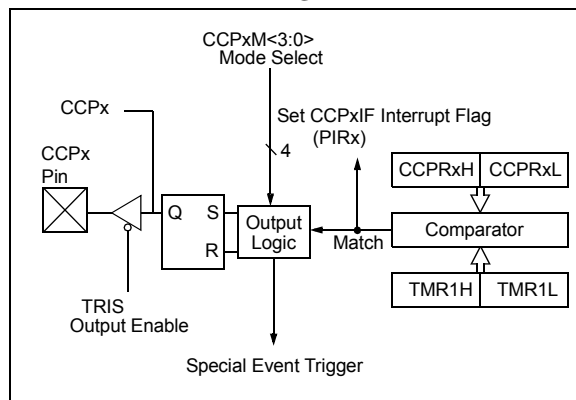 CCPxM<3:0>
Mode Select
CCPx
Set CCPxIF Interrupt Flag
(PIRx)
4
CCPx
Pin
CCPRxH CCPRxL
Q S
R
Output
Logic
Match
Comparator
TMR1H TMR1L
TRIS
Output Enable
Special Event Trigger